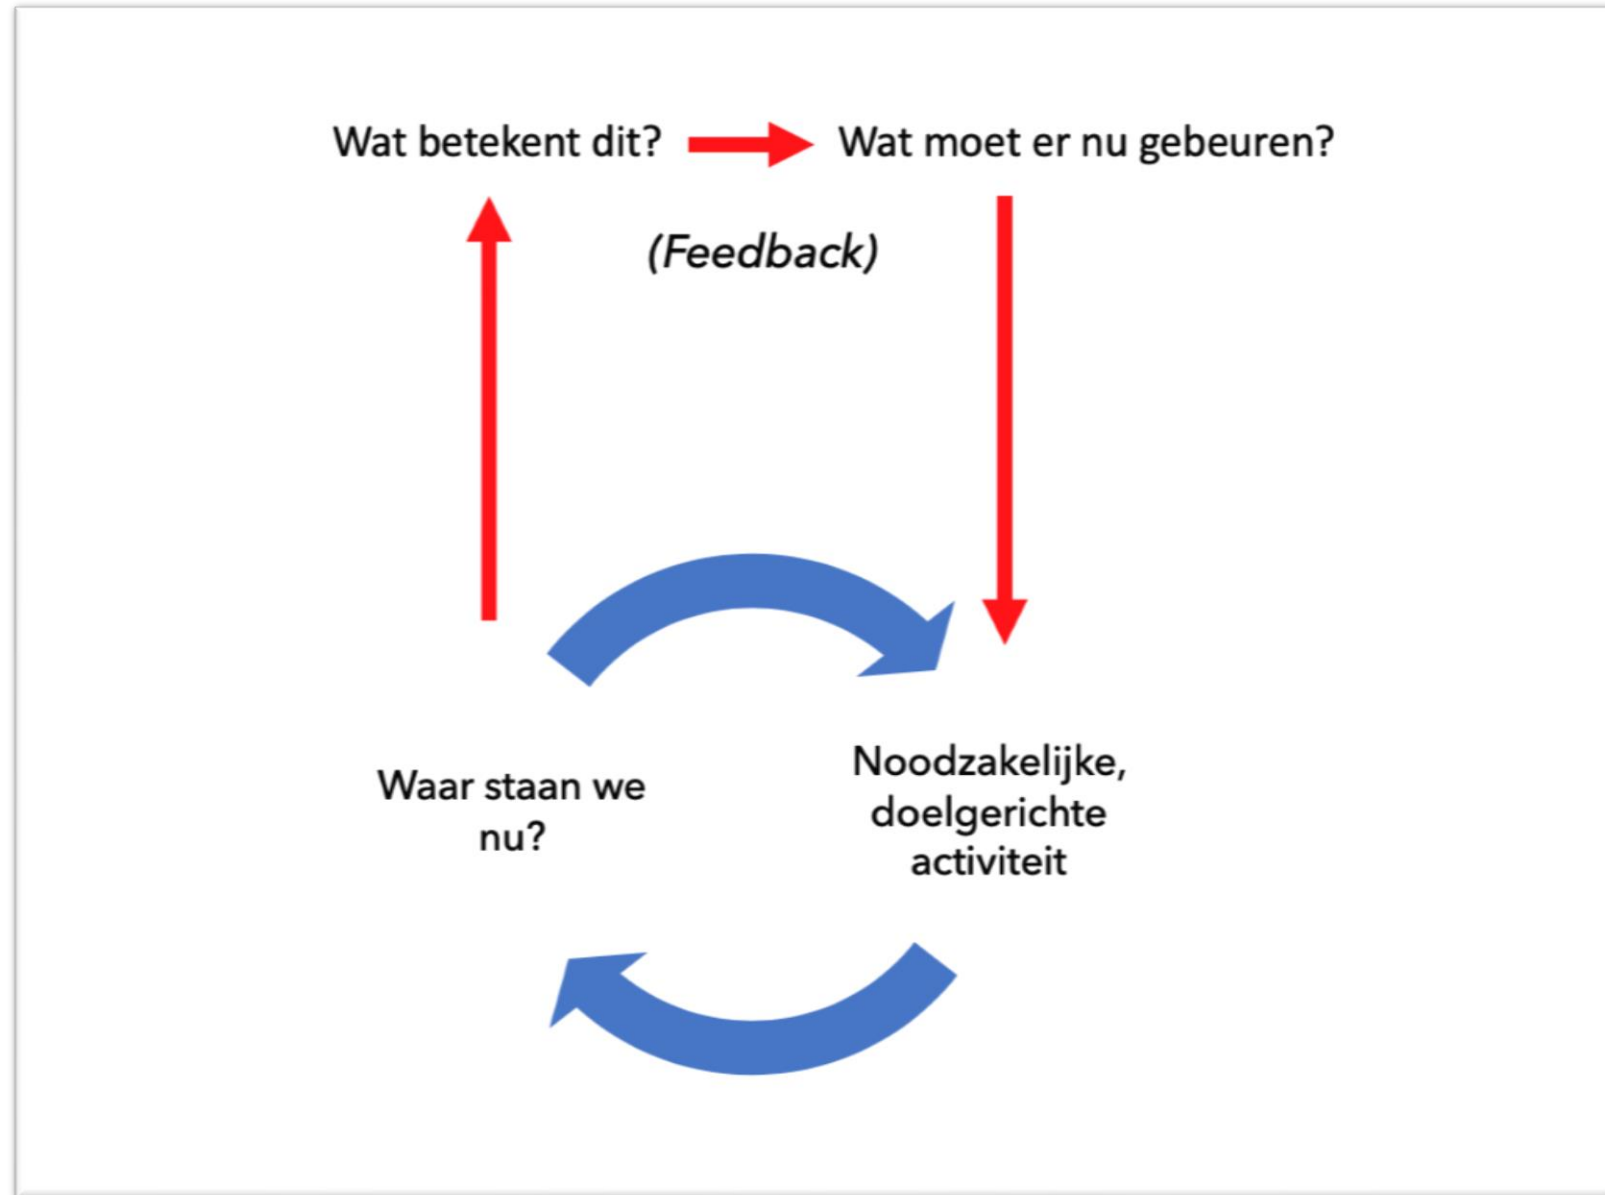 Wat betekent dit?
Wat moet er nu gebeuren?
(Feedback)
Waar staan we
nu?
Noodzakelijke,
doelgerichte
activiteit